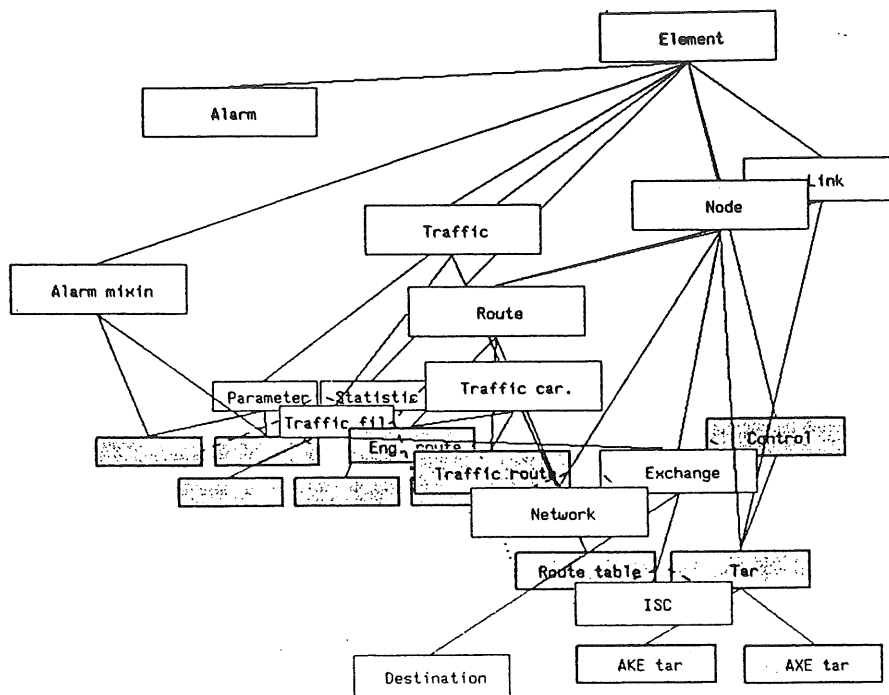 Element
Alarm
Link
Node
Traffic
Alarm mixin
Route
Parameter
Statistic
Traffic car.
Traffic fil
Control
Eng. route
Traffic route
Exchange
Network
Route table
Tar
ISC
Destination
AKE tar
AXE tar